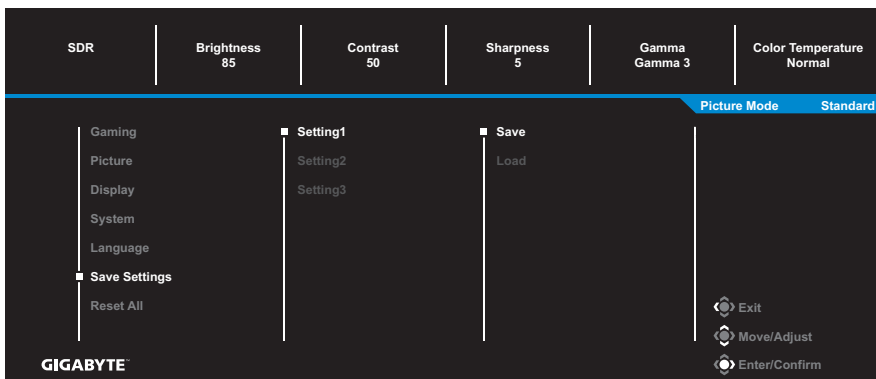 SDR Brightness Contrast Sharpness Gamma Color Temperature
85 50 5 Gamma 3 Normal
Picture Mode Standard
Gaming Setting1 Save
Picture Setting2 Load
Display Setting3
System
Language
Save Settings
Reset All Exit
Move/Adjust
GIGABYTE™ Enter/Confirm